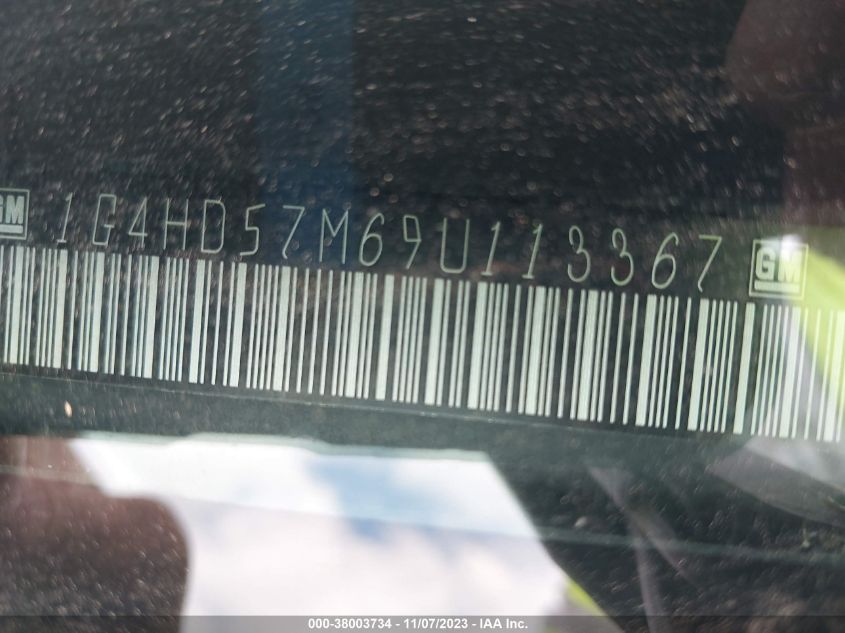 GM 1G4HD57M69U113367 GM
000-38003734 - 11/07/2023 - IAA Inc.